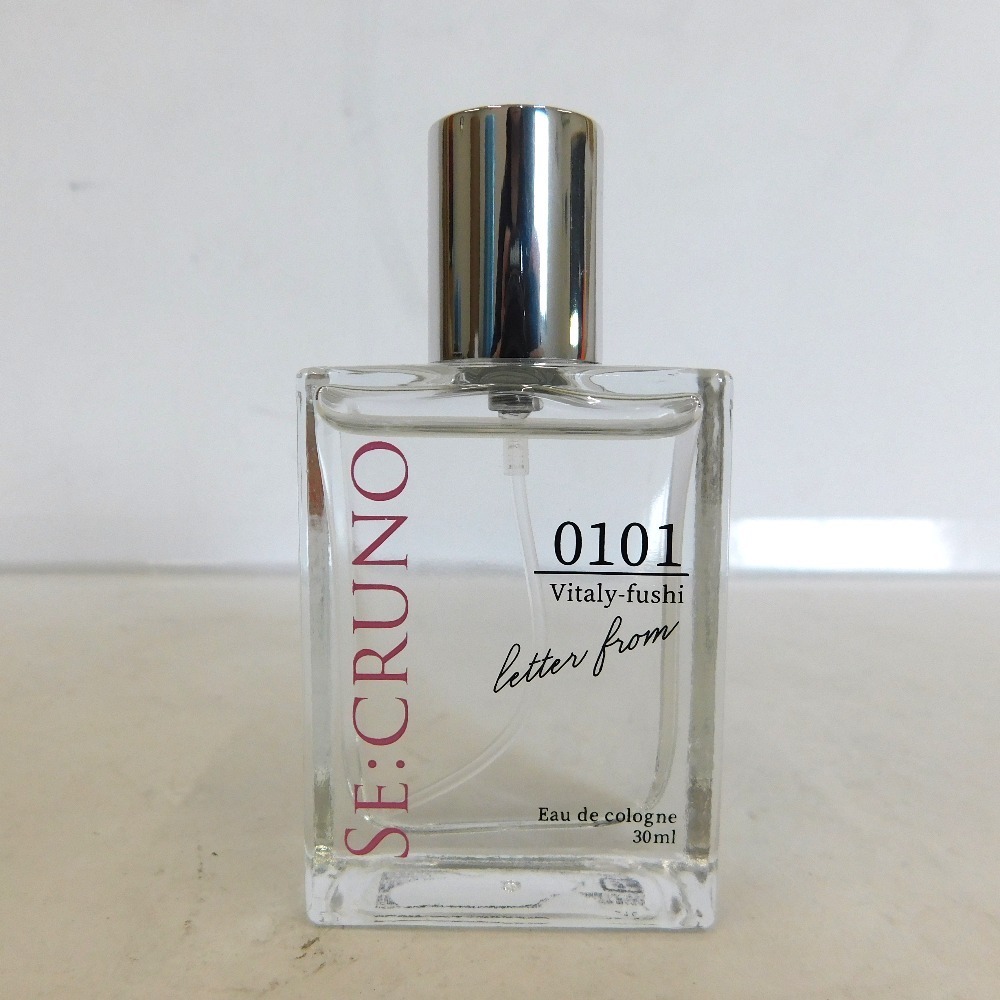 SE:CRUNO
0101
Vitaly-fushi
letter from
Eau de cologne
30ml